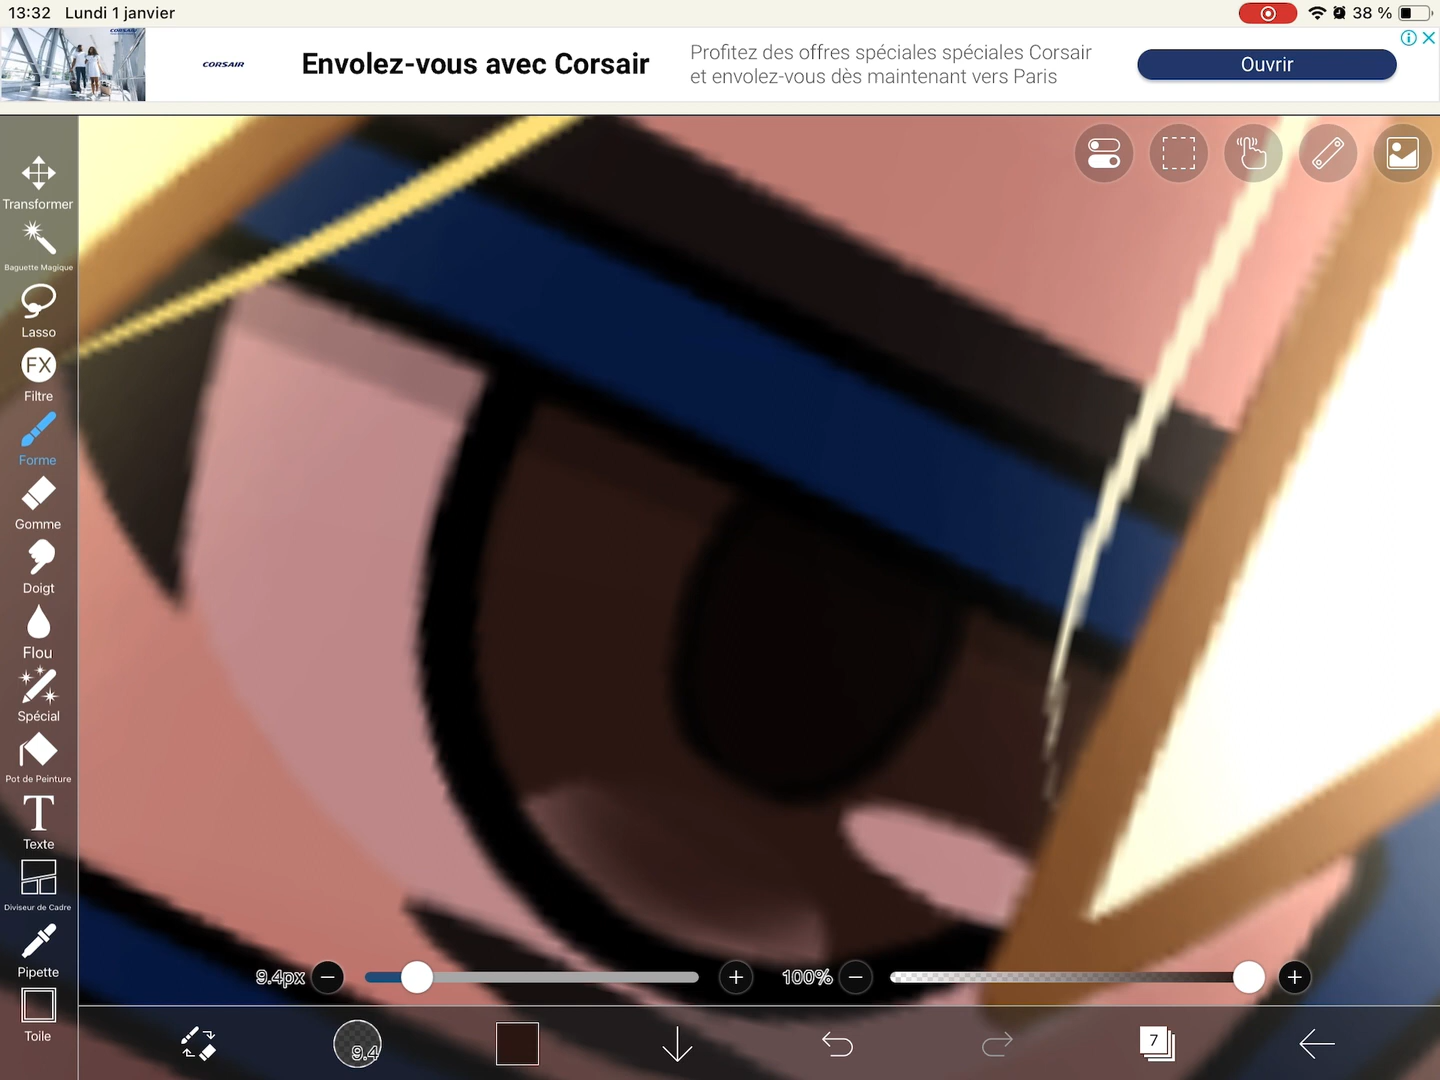 13:32 Lundi 1 janvier
38 %
CORSAIR
CORSAIR
Envolez-vous avec Corsair
Profitez des offres spéciales spéciales Corsair
et envolez-vous dès maintenant vers Paris
Ouvrir
Transformer
Baguette Magique
Lasso
FX
Filtre
Forme
Gomme
Doigt
Flou
Spécial
Pot de Peinture
T
Texte
Diviseur de Cadre
Pipette
Toile
9.4px
100%
9.4
7